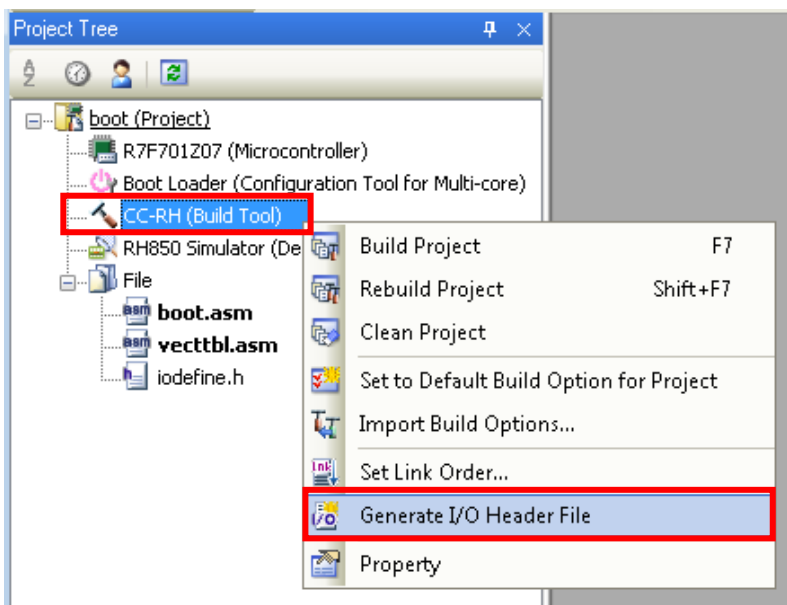 Project Tree
boot (Project)
R7F701Z07 (Microcontroller)
Boot Loader (Configuration Tool for Multi-core)
CC-RH (Build Tool)
RH850 Simulator (De
File
boot.asm
vecttbl.asm
iodefine.h
Build Project F7
Rebuild Project Shift+F7
Clean Project
Set to Default Build Option for Project
Import Build Options...
Set Link Order...
Generate I/O Header File
Property